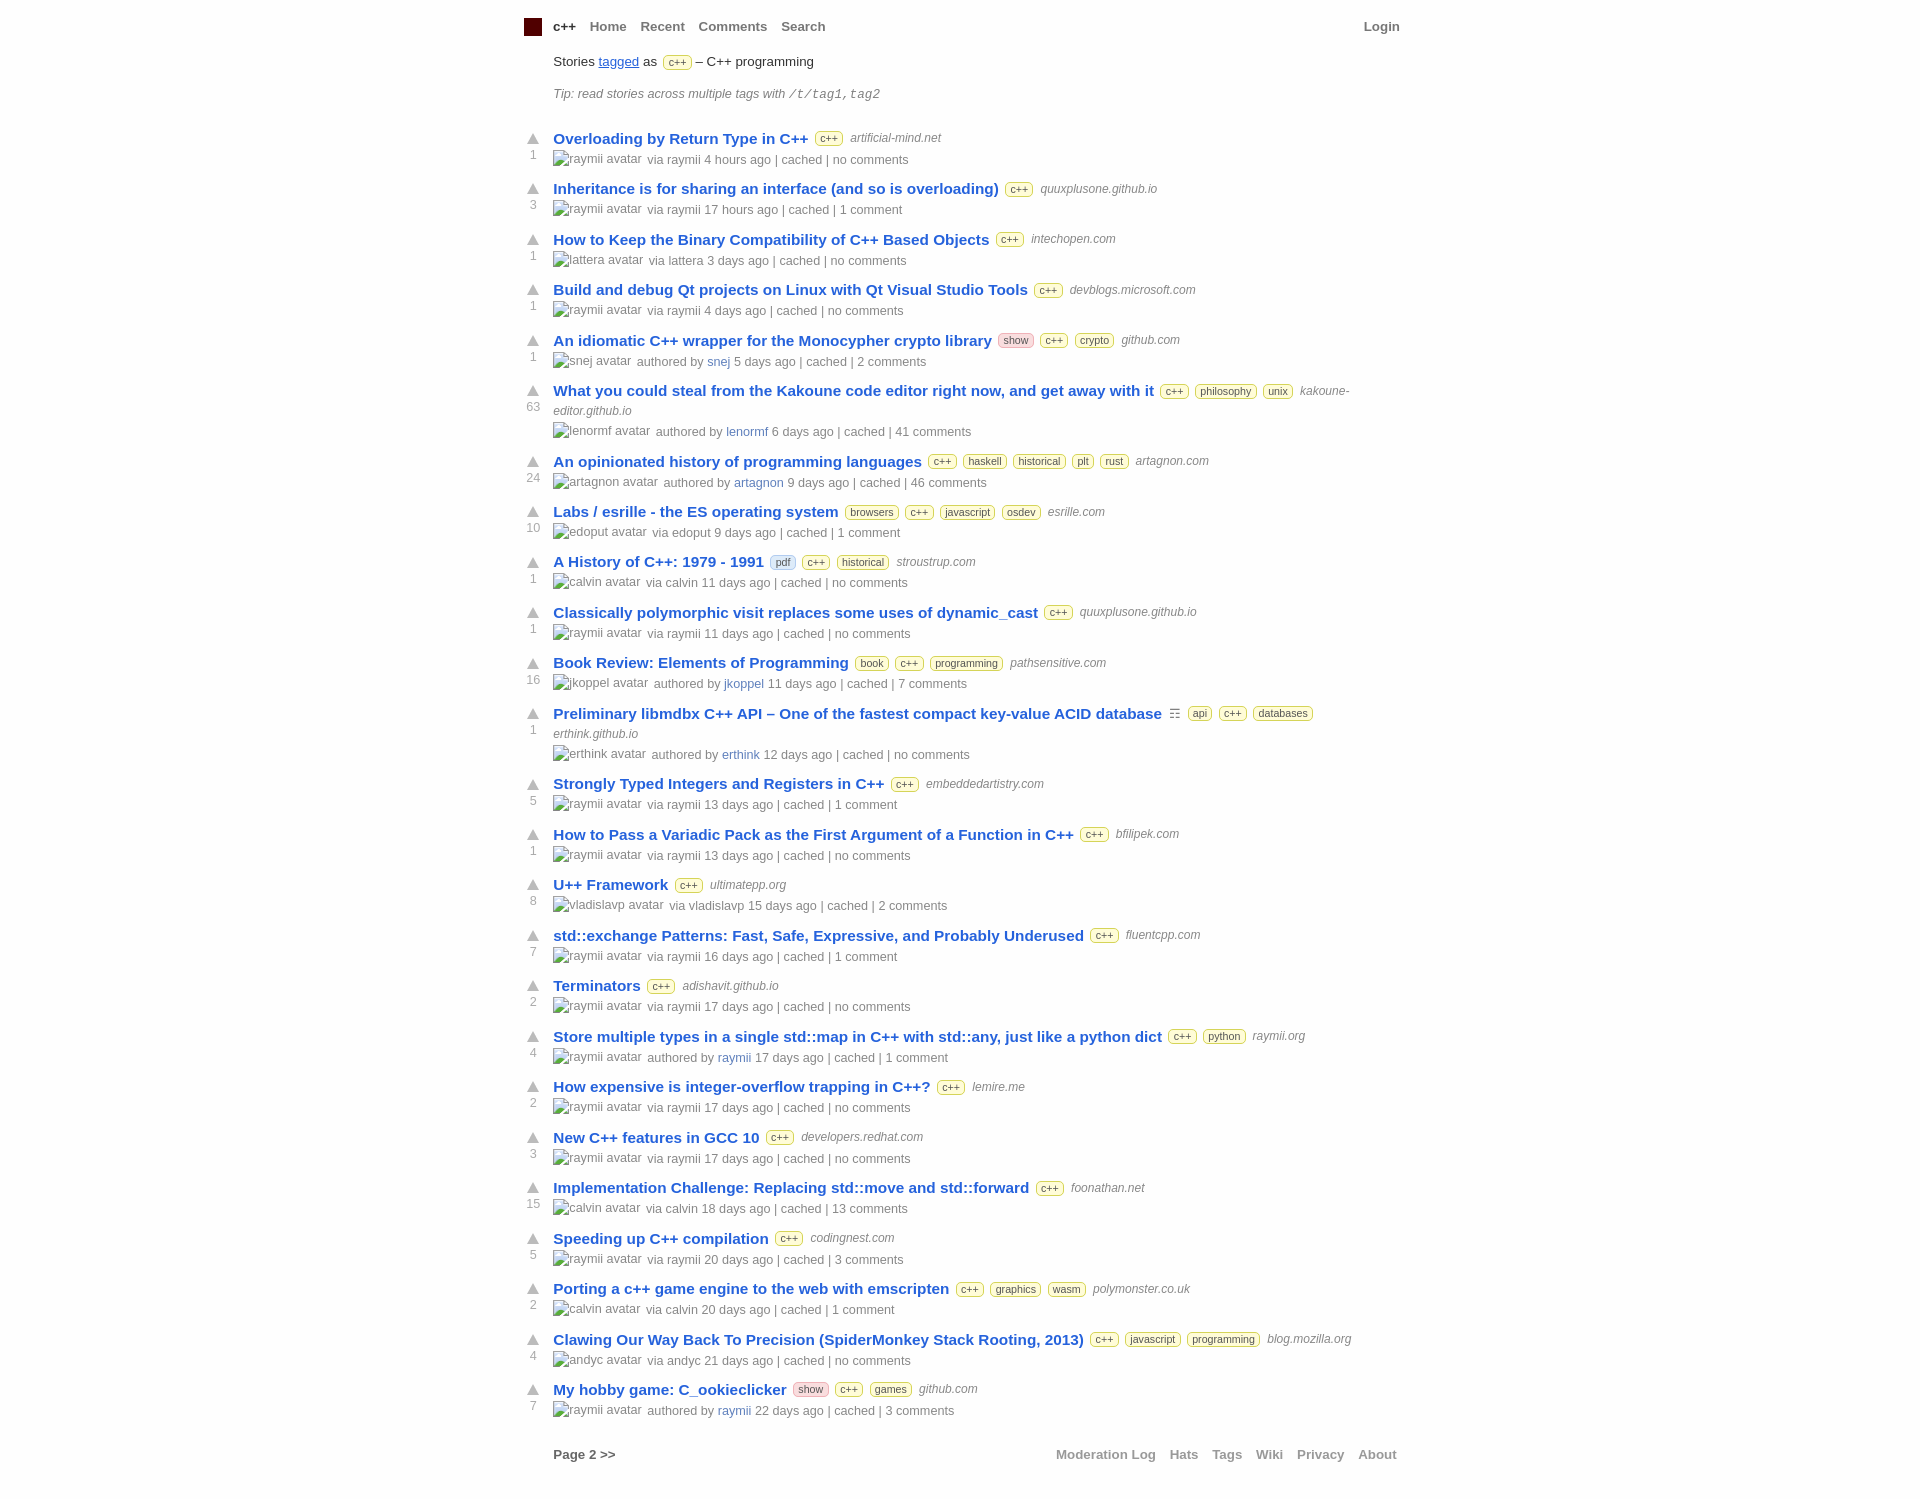 c++ Home Recent Comments Search Login
Stories tagged as c++ – C++ programming
Tip: read stories across multiple tags with /t/tag1,tag2
Overloading by Return Type in C++ c++ artificial-mind.net
1
raymii avatar via raymii 4 hours ago | cached | no comments
Inheritance is for sharing an interface (and so is overloading) c++ quuxplusone.github.io
3
raymii avatar via raymii 17 hours ago | cached | 1 comment
How to Keep the Binary Compatibility of C++ Based Objects c++ intechopen.com
1
lattera avatar via lattera 3 days ago | cached | no comments
Build and debug Qt projects on Linux with Qt Visual Studio Tools c++ devblogs.microsoft.com
1
raymii avatar via raymii 4 days ago | cached | no comments
An idiomatic C++ wrapper for the Monocypher crypto library show c++ crypto github.com
1
snej avatar authored by snej 5 days ago | cached | 2 comments
What you could steal from the Kakoune code editor right now, and get away with it c++ philosophy unix kakoune-
63
editor.github.io
lenormf avatar authored by lenormf 6 days ago | cached | 41 comments
An opinionated history of programming languages c++ haskell historical plt rust artagnon.com
24
artagnon avatar authored by artagnon 9 days ago | cached | 46 comments
Labs / esrille - the ES operating system browsers c++ javascript osdev esrille.com
10
edoput avatar via edoput 9 days ago | cached | 1 comment
A History of C++: 1979 - 1991 pdf c++ historical stroustrup.com
1
calvin avatar via calvin 11 days ago | cached | no comments
Classically polymorphic visit replaces some uses of dynamic_cast c++ quuxplusone.github.io
1
raymii avatar via raymii 11 days ago | cached | no comments
Book Review: Elements of Programming book c++ programming pathsensitive.com
16
jkoppel avatar authored by jkoppel 11 days ago | cached | 7 comments
Preliminary libmdbx C++ API – One of the fastest compact key-value ACID database ☶ api c++ databases
1
erthink.github.io
erthink avatar authored by erthink 12 days ago | cached | no comments
Strongly Typed Integers and Registers in C++ c++ embeddedartistry.com
5
raymii avatar via raymii 13 days ago | cached | 1 comment
How to Pass a Variadic Pack as the First Argument of a Function in C++ c++ bfilipek.com
1
raymii avatar via raymii 13 days ago | cached | no comments
U++ Framework c++ ultimatepp.org
8
vladislavp avatar via vladislavp 15 days ago | cached | 2 comments
std::exchange Patterns: Fast, Safe, Expressive, and Probably Underused c++ fluentcpp.com
7
raymii avatar via raymii 16 days ago | cached | 1 comment
Terminators c++ adishavit.github.io
2
raymii avatar via raymii 17 days ago | cached | no comments
Store multiple types in a single std::map in C++ with std::any, just like a python dict c++ python raymii.org
4
raymii avatar authored by raymii 17 days ago | cached | 1 comment
How expensive is integer-overflow trapping in C++? c++ lemire.me
2
raymii avatar via raymii 17 days ago | cached | no comments
New C++ features in GCC 10 c++ developers.redhat.com
3
raymii avatar via raymii 17 days ago | cached | no comments
Implementation Challenge: Replacing std::move and std::forward c++ foonathan.net
15
calvin avatar via calvin 18 days ago | cached | 13 comments
Speeding up C++ compilation c++ codingnest.com
5
raymii avatar via raymii 20 days ago | cached | 3 comments
Porting a c++ game engine to the web with emscripten c++ graphics wasm polymonster.co.uk
2
calvin avatar via calvin 20 days ago | cached | 1 comment
Clawing Our Way Back To Precision (SpiderMonkey Stack Rooting, 2013) c++ javascript programming blog.mozilla.org
4
andyc avatar via andyc 21 days ago | cached | no comments
My hobby game: C_ookieclicker show c++ games github.com
7
raymii avatar authored by raymii 22 days ago | cached | 3 comments
Page 2 >> Moderation Log Hats Tags Wiki Privacy About